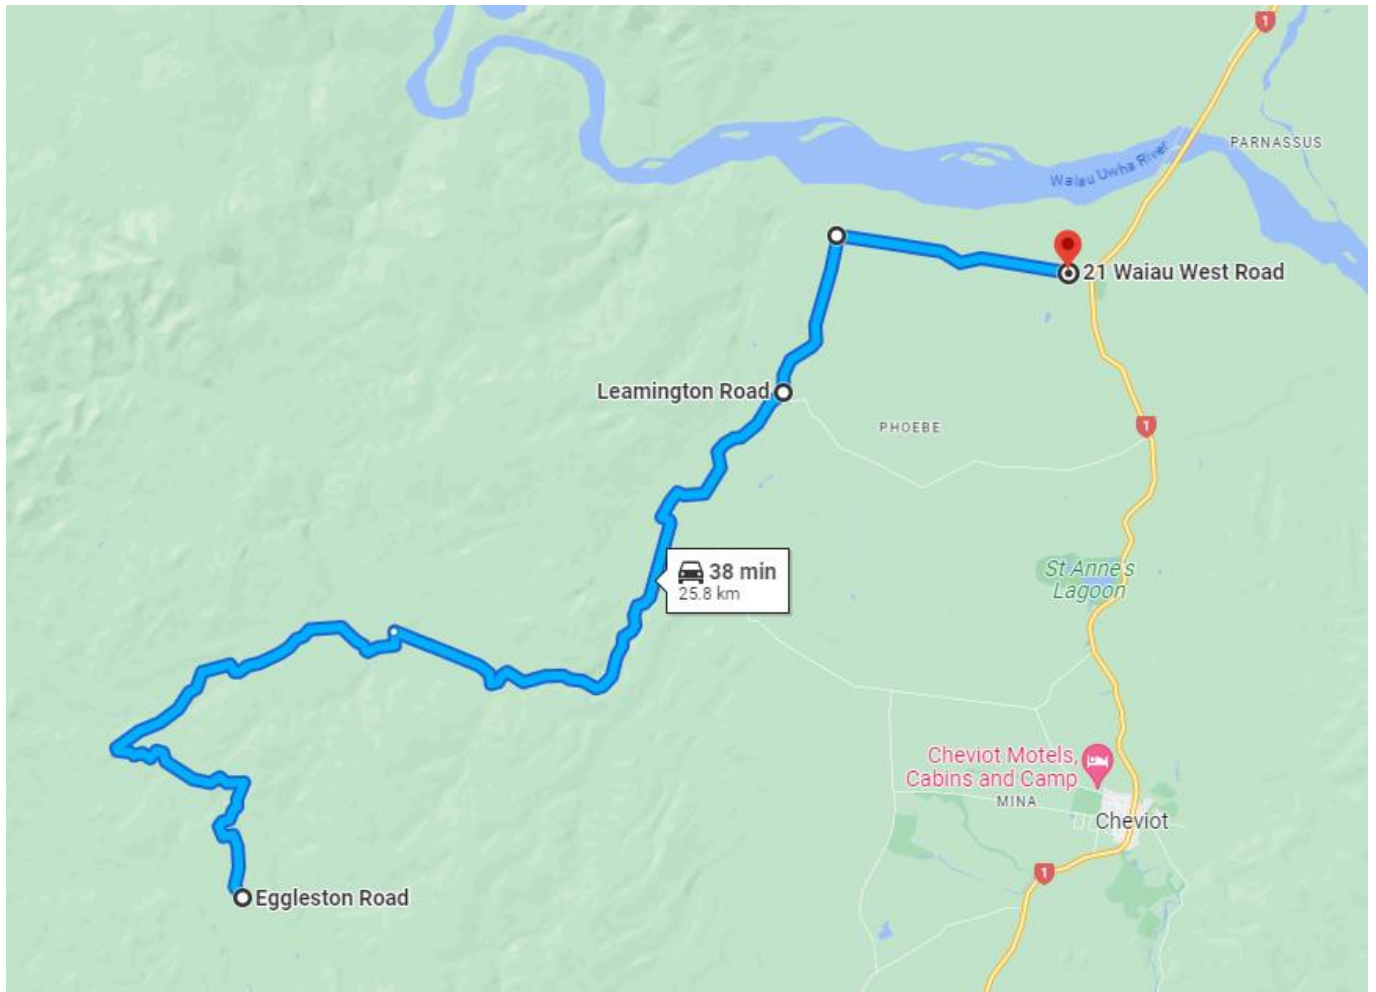 1
PARNASSUS
Waiau Uwha River
21 Waiau West Road
Leamington Road
PHOEBE
1
38 min
25.8 km
St Anne's
Lagoon
Cheviot Motels,
Cabins and Camp
MINA
Cheviot
1
Eggleston Road